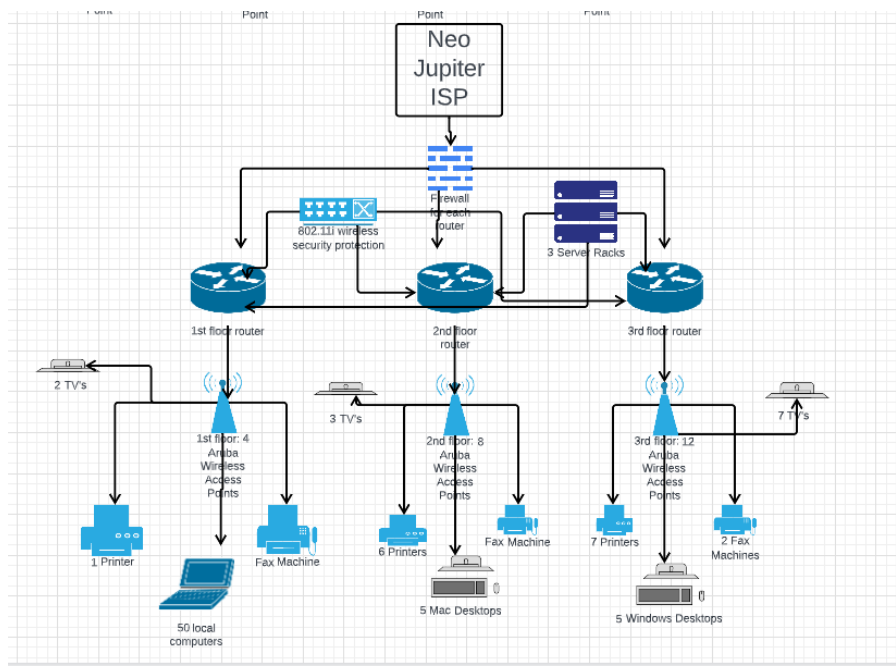 Point
Point
Point
Point
Neo
Jupiter
ISP
Firewall
for each
router
802.11i wireless
security protection
3 Server Racks
1st floor router
2nd floor
router
3rd floor router
2 TV's
3 TV's
7 TV's
1st floor: 4
Aruba
Wireless
Access
Points
2nd floor: 8
Aruba
Wireless
Access
Points
3rd floor: 12
Aruba
Wireless
Access
Points
1 Printer
Fax Machine
6 Printers
Fax Machine
7 Printers
2 Fax
Machines
50 local
computers
5 Mac Desktops
5 Windows Desktops